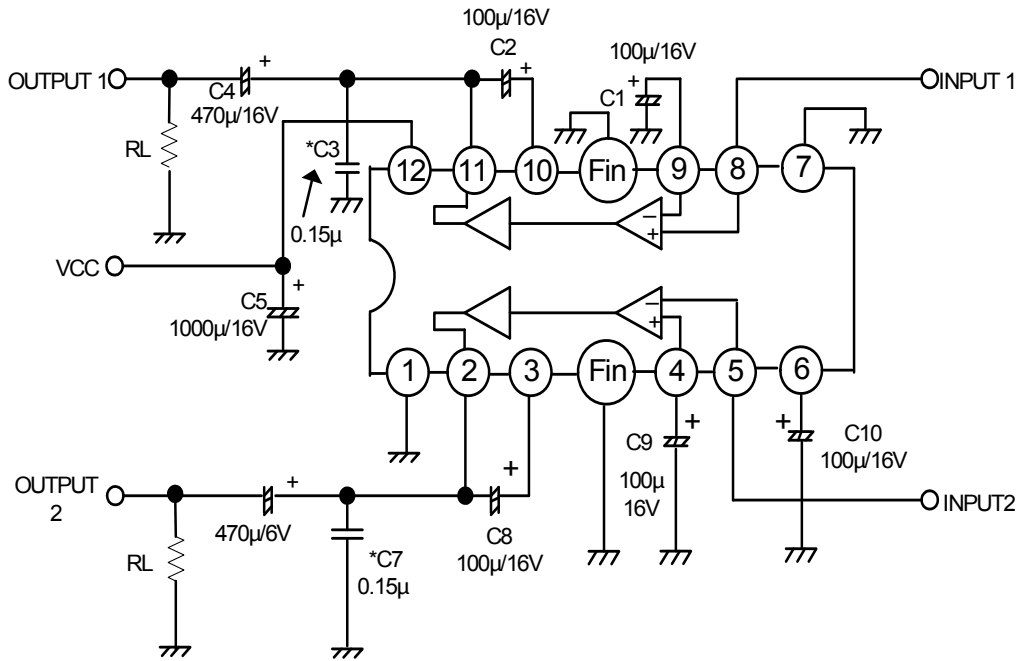 100μ/16V
C2
+
100μ/16V
+
C1
OUTPUT 1
C4
+
470μ/16V
INPUT 1
RL
*C3
0.15μ
12
11
10
Fin
9
8
7
−
+
VCC
+
C5
1000μ/16V
−
+
1
2
3
Fin
4
5
6
+
C9
100μ
16V
+
C10
100μ/16V
OUTPUT
2
+
470μ/6V
+
C8
100μ/16V
INPUT2
RL
*C7
0.15μ